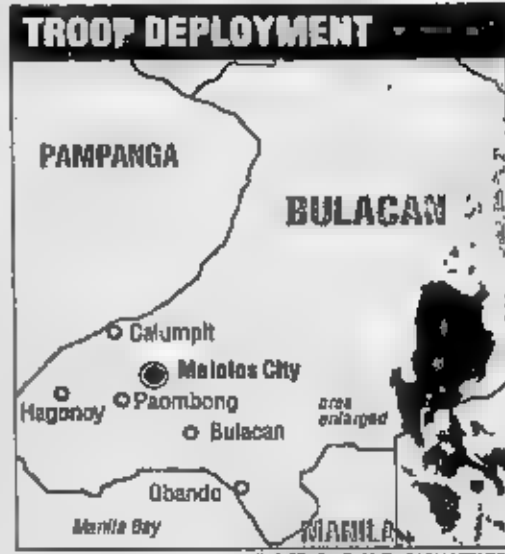 TROOP DEPLOYMENT
PAMPANGA
BULACAN
Calumpit
Malolos City
Hagonoy
Paombong
Bulacan
area
enlarged
Obando
Manila Bay
MANILA